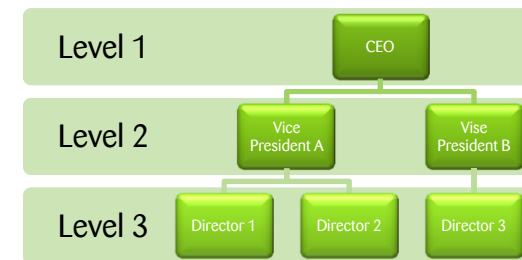 Level 1
CEO
Level 2
Vice
President A
Vise
President B
Level 3
Director 1
Director 2
Director 3